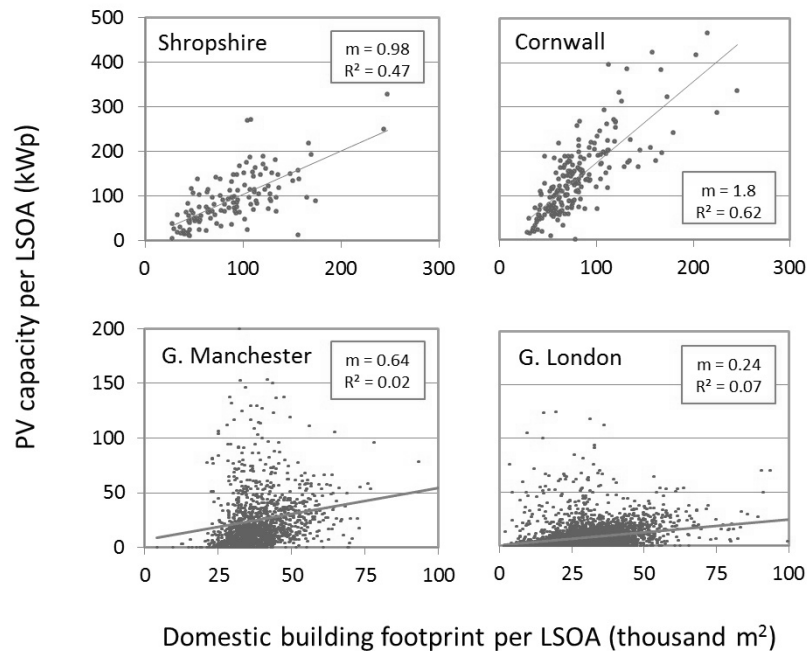 PV capacity per LSOA (kWp)
500
400
300
200
100
0
Shropshire
m = 0.98
R² = 0.47
0 100 200 300
Cornwall
m = 1.8
R² = 0.62
0 100 200 300
200
150
100
50
0
G. Manchester
m = 0.64
R² = 0.02
0 25 50 75 100
G. London
m = 0.24
R² = 0.07
0 25 50 75 100
Domestic building footprint per LSOA (thousand m²)